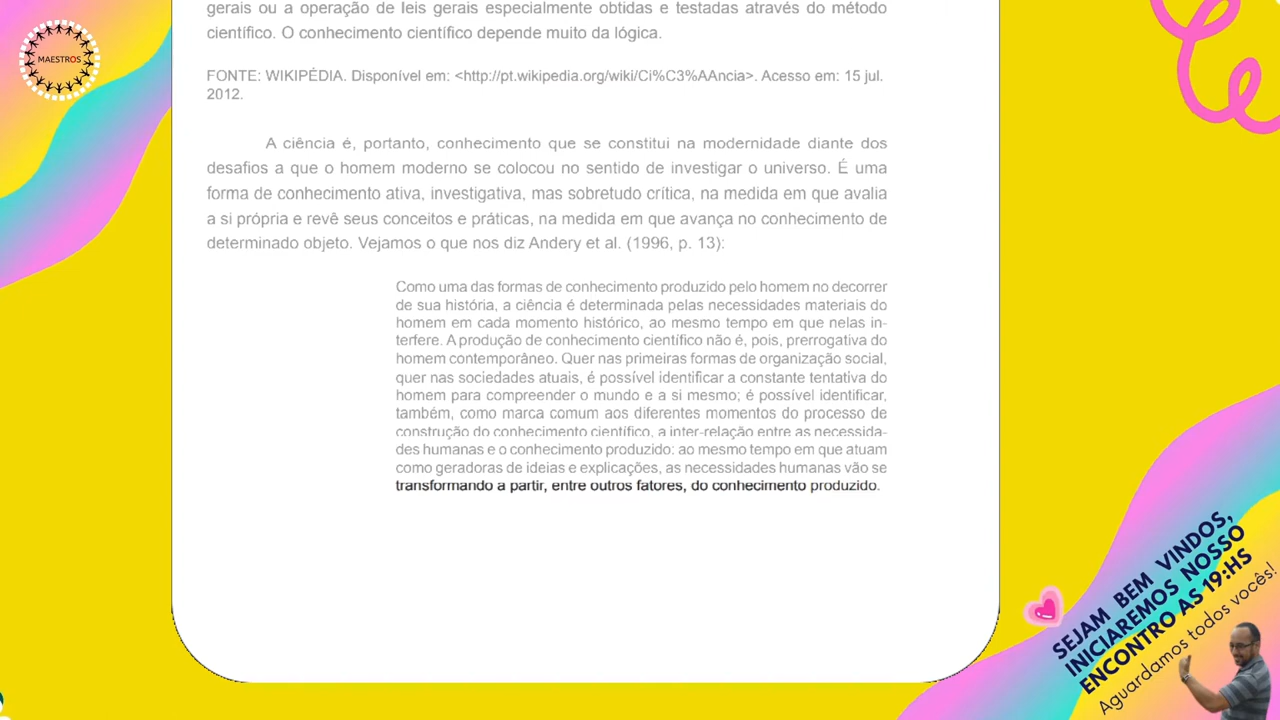 MAESTROS
gerais ou a operação de leis gerais especialmente obtidas e testadas através do método
científico. O conhecimento científico depende muito da lógica.
FONTE: WIKIPÉDIA. Disponível em: <http://pt.wikipedia.org/wiki/Ci%C3%AAncia>. Acesso em: 15 jul.
2012.
A ciência é, portanto, conhecimento que se constitui na modernidade diante dos
desafios a que o homem moderno se colocou no sentido de investigar o universo. É uma
forma de conhecimento ativa, investigativa, mas sobretudo crítica, na medida em que avalia
a si própria e revê seus conceitos e práticas, na medida em que avança no conhecimento de
determinado objeto. Vejamos o que nos diz Andery et al. (1996, p. 13):
Como uma das formas de conhecimento produzido pelo homem no decorrer
de sua história, a ciência é determinada pelas necessidades materiais do
homem em cada momento histórico, ao mesmo tempo em que nelas in-
terfere. A produção de conhecimento científico não é, pois, prerrogativa do
homem contemporâneo. Quer nas primeiras formas de organização social,
quer nas sociedades atuais, é possível identificar a constante tentativa do
homem para compreender o mundo e a si mesmo; é possível identificar,
também, como marca comum aos diferentes momentos do processo de
construção do conhecimento científico, a inter-relação entre as necessida-
des humanas e o conhecimento produzido: ao mesmo tempo em que atuam
como geradoras de ideias e explicações, as necessidades humanas vão se
transformando a partir, entre outros fatores, do conhecimento produzido.
SEJAM BEM VINDOS,
INICIAREMOS NOSSO
ENCONTRO AS 19:HS
Aguardamos todos vocês!